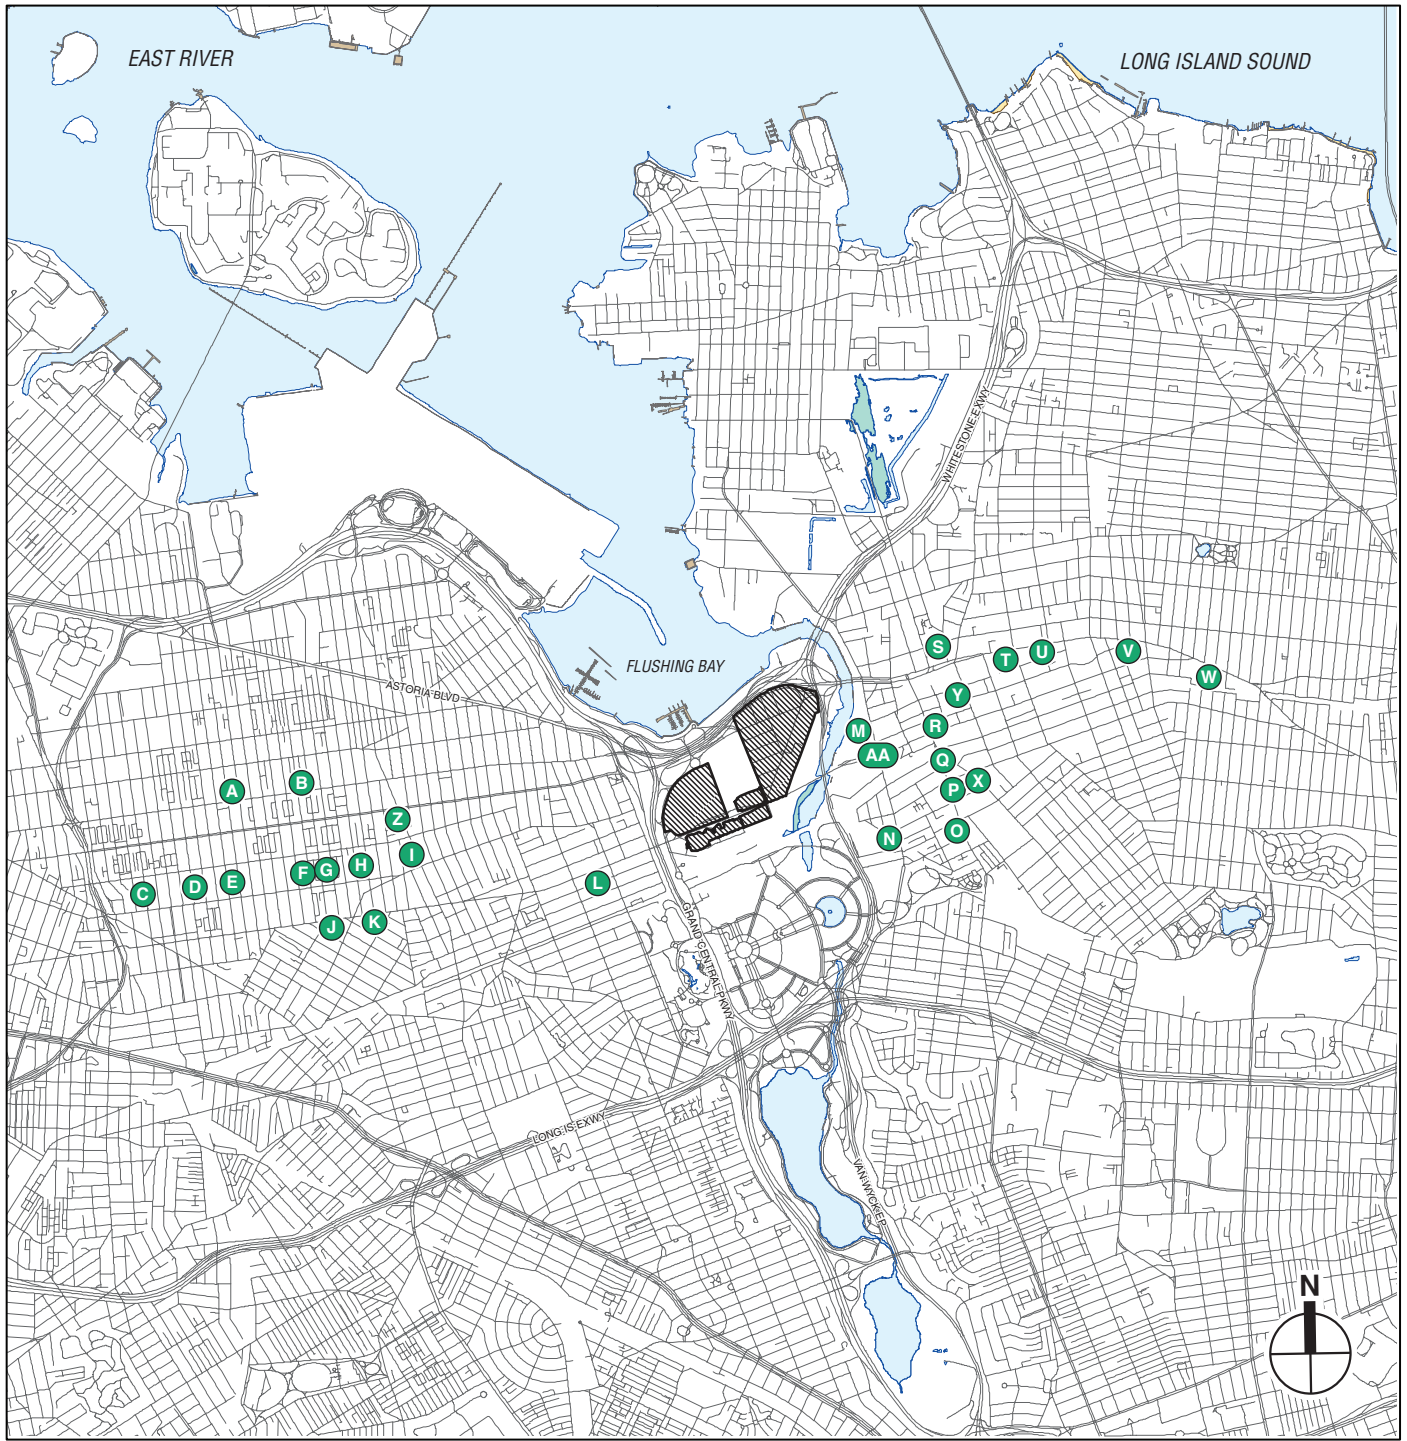 EAST RIVER
LONG ISLAND SOUND
WHITESTONE EXWY
FLUSHING BAY
ASTORIA BLVD
S
T
U
V
W
Y
R
M
AA
Q
X
P
O
N
A
B
Z
I
H
G
F
E
D
C
L
K
J
GRAND CENTRAL PKWY
LONG IS EXWY
VAN WYCK EP
N